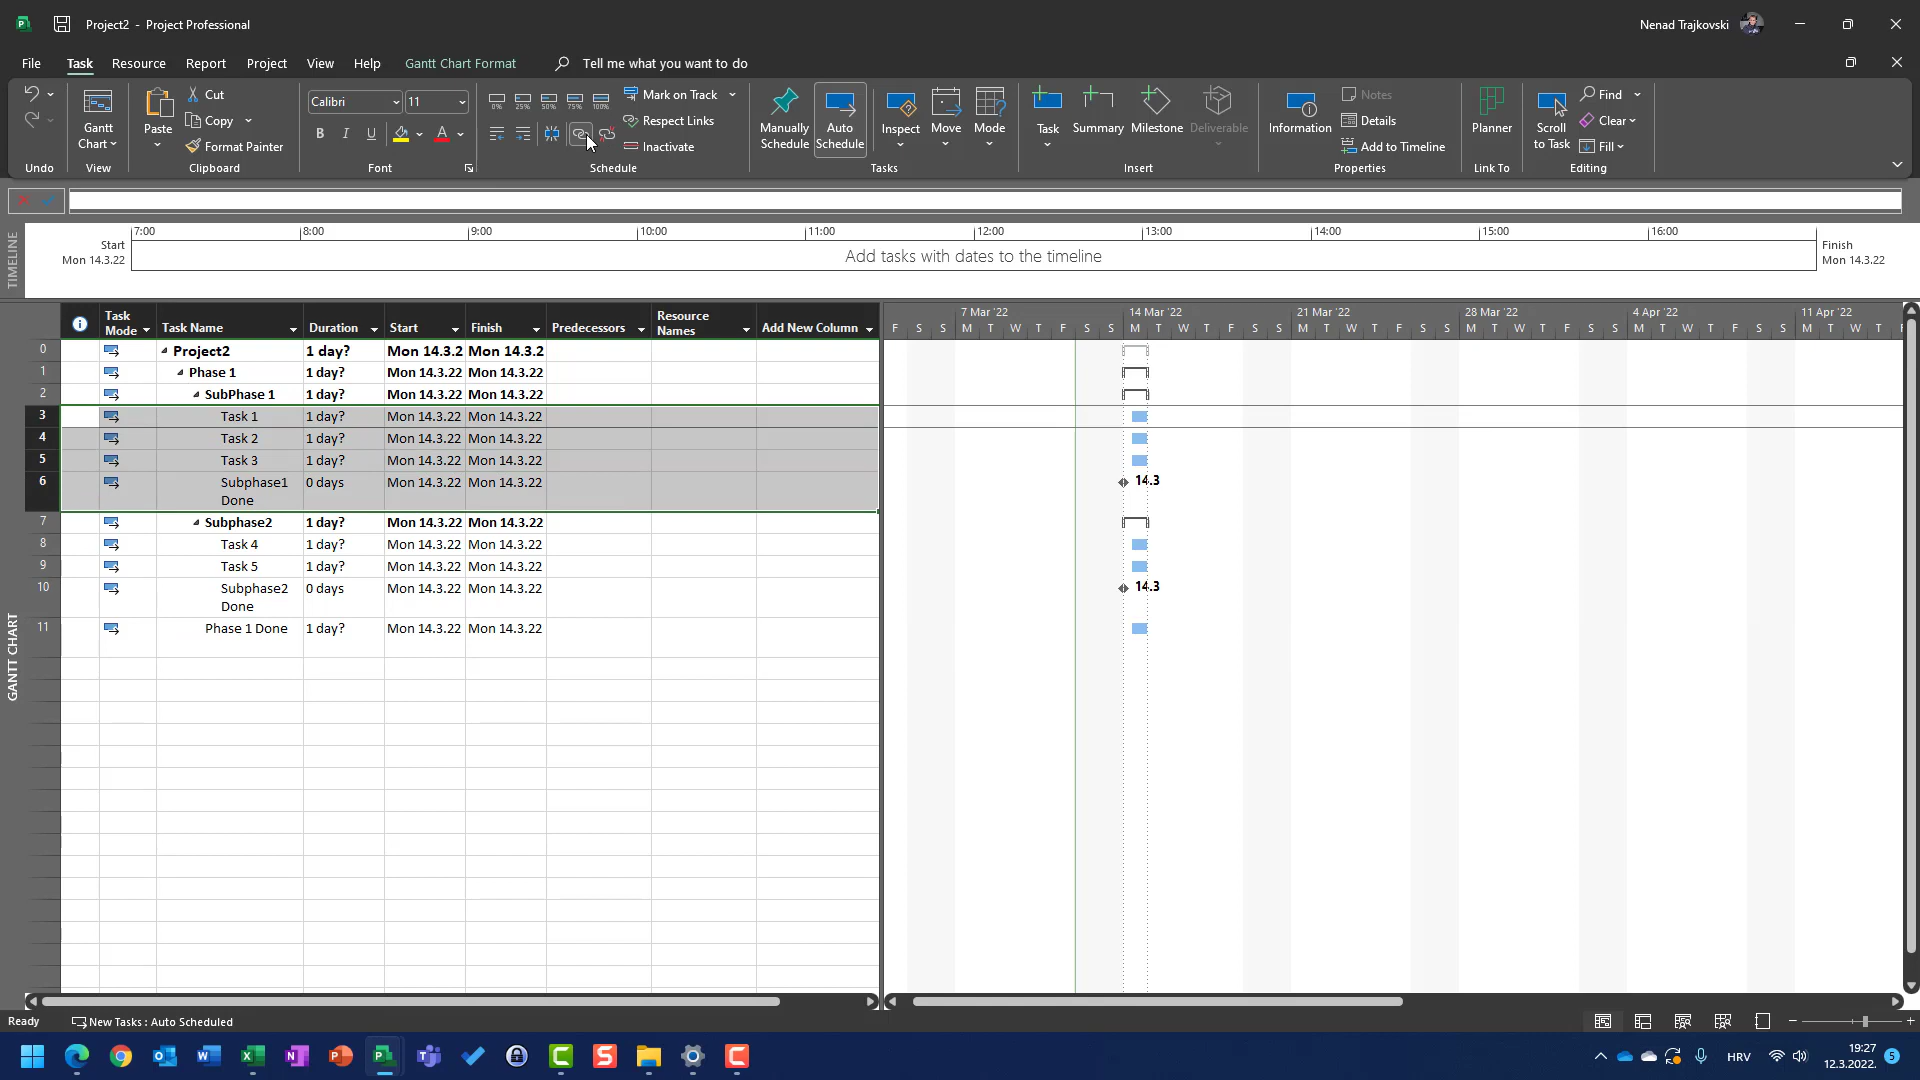 Project2 - Project Professional
Nenad Trajkovski
File Task Resource Report Project View Help Gantt Chart Format Tell me what you want to do
Undo
Gantt
Chart
View
Paste
Cut
Copy
Format Painter
Clipboard
Calibri 11
B I U A
Font
0% 25% 50% 75% 100%
Mark on Track
Respect Links
Inactivate
Schedule
Manually
Schedule
Auto
Schedule
Inspect
Move
Mode
Tasks
Task
Summary
Milestone
Deliverable
Insert
Information
Notes
Details
Add to Timeline
Properties
Planner
Link To
Scroll
to Task
Find
Clear
Fill
Editing
TIMELINE
Start
Mon 14.3.22
7:00 8:00 9:00 10:00 11:00 12:00 13:00 14:00 15:00 16:00
Add tasks with dates to the timeline
Finish
Mon 14.3.22
GANTT CHART
Task Mode Task Name Duration Start Finish Predecessors Resource Names Add New Column
0 Project2 1 day? Mon 14.3.2 Mon 14.3.2
1 Phase 1 1 day? Mon 14.3.22 Mon 14.3.22
2 SubPhase 1 1 day? Mon 14.3.22 Mon 14.3.22
3 Task 1 1 day? Mon 14.3.22 Mon 14.3.22
4 Task 2 1 day? Mon 14.3.22 Mon 14.3.22
5 Task 3 1 day? Mon 14.3.22 Mon 14.3.22
6 Subphase1 Done 0 days Mon 14.3.22 Mon 14.3.22
7 Subphase2 1 day? Mon 14.3.22 Mon 14.3.22
8 Task 4 1 day? Mon 14.3.22 Mon 14.3.22
9 Task 5 1 day? Mon 14.3.22 Mon 14.3.22
10 Subphase2 Done 0 days Mon 14.3.22 Mon 14.3.22
11 Phase 1 Done 1 day? Mon 14.3.22 Mon 14.3.22
7 Mar '22 14 Mar '22 21 Mar '22 28 Mar '22 4 Apr '22 11 Apr '22
F S S M T W T F S S M T W T F S S M T W T F S S M T W T F S S M T W T F S S M T W T F
14.3
14.3
Ready New Tasks : Auto Scheduled
HRV
19:27
12.3.2022.
5